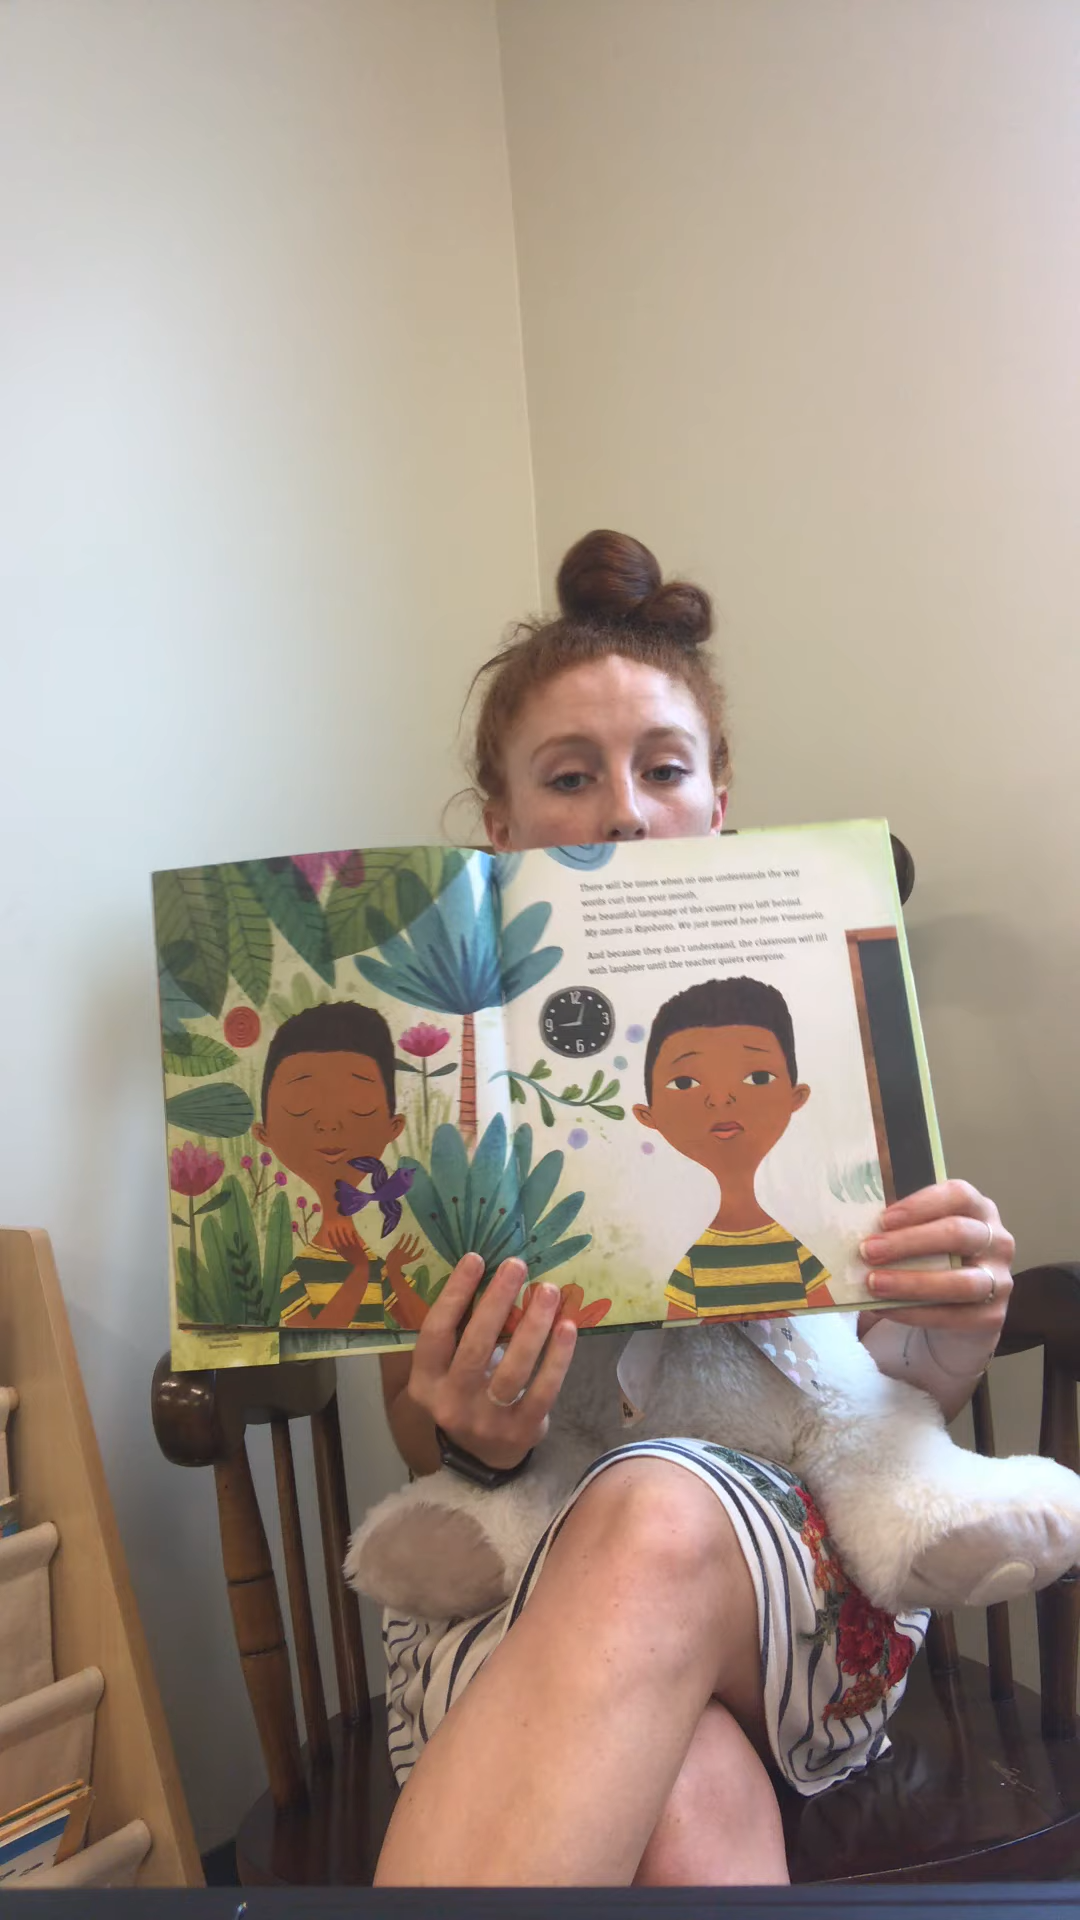 There will be times when no one understands the way
words curl from your mouth,
the beautiful language of the country you left behind.
My name is Rigoberto. We just moved here from Venezuela.
And because they don't understand, the classroom will fill
with laughter until the teacher quiets everyone.
12
9 3
6